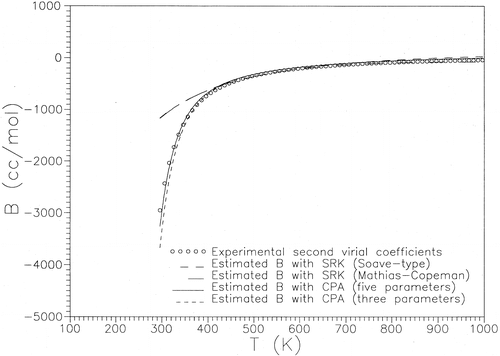 1000
0
-1000
-2000
-3000
-4000
-5000
B (cc/mol)
Experimental second virial coefficients
Estimated B with SRK (Soave-type)
Estimated B with SRK (Mathias-Copeman)
Estimated B with CPA (five parameters)
Estimated B with CPA (three parameters)
100 200 300 400 500 600 700 800 900 1000
T (K)